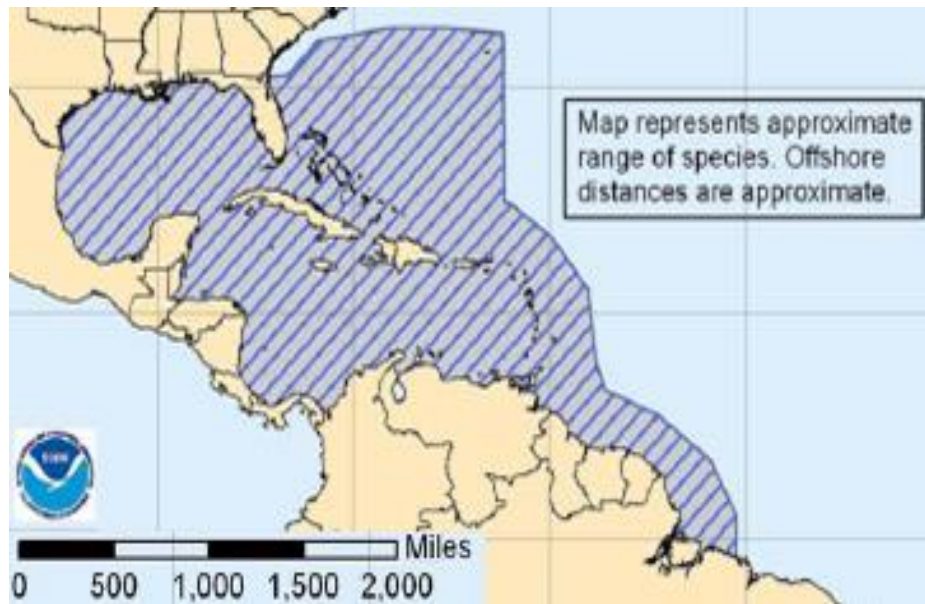 Map represents approximate
range of species. Offshore
distances are approximate.
Miles
0 500 1,000 1,500 2,000